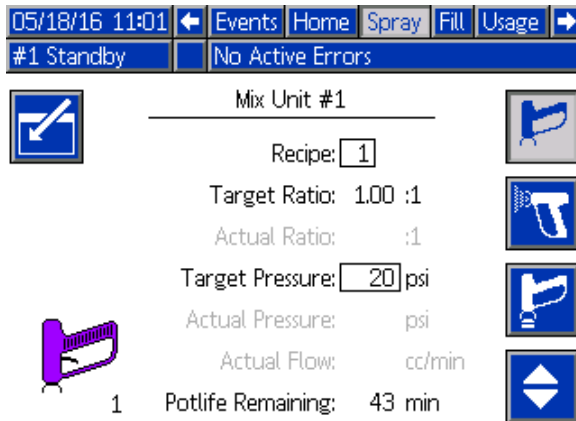 05/18/16 11:01 Events Home Spray Fill Usage
#1 Standby No Active Errors
Mix Unit #1
Recipe: 1
Target Ratio: 1.00 :1
Actual Ratio: :1
Target Pressure: 20 psi
Actual Pressure: psi
Actual Flow: cc/min
1 Potlife Remaining: 43 min